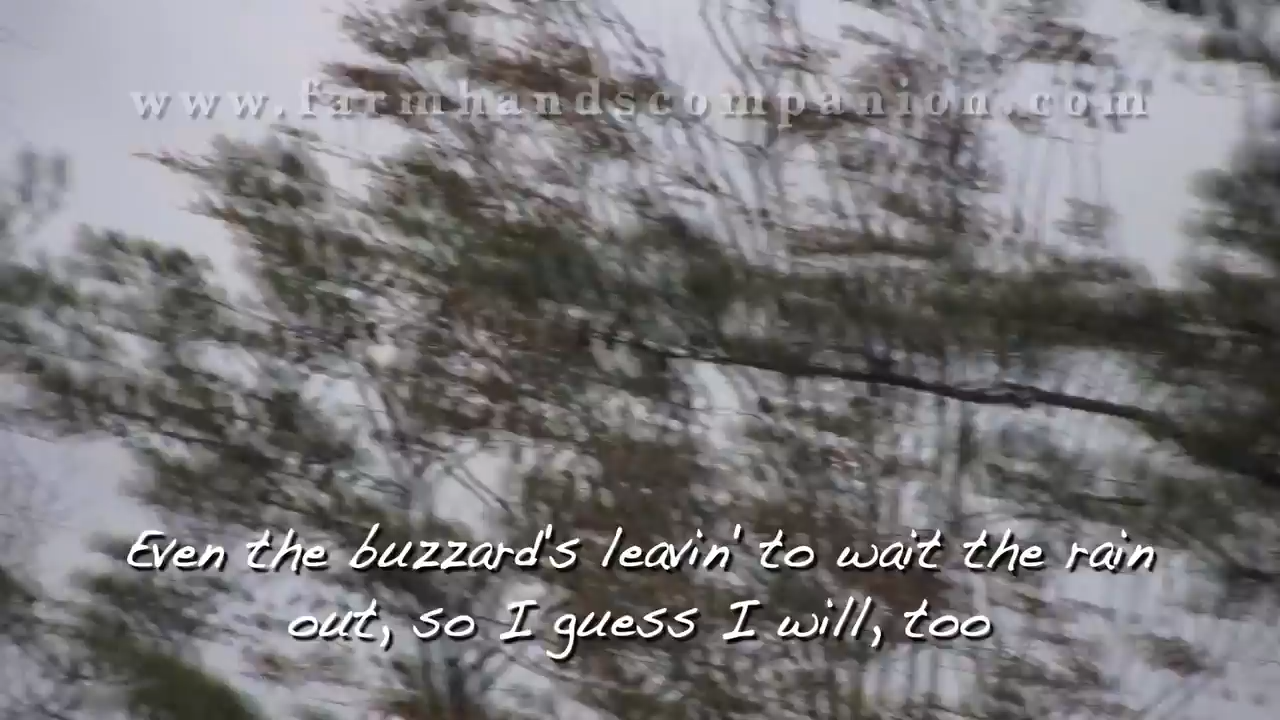 www.farmhandscompanion.com
Even the buzzard's leavin' to wait the rain
out, so I guess I will, too